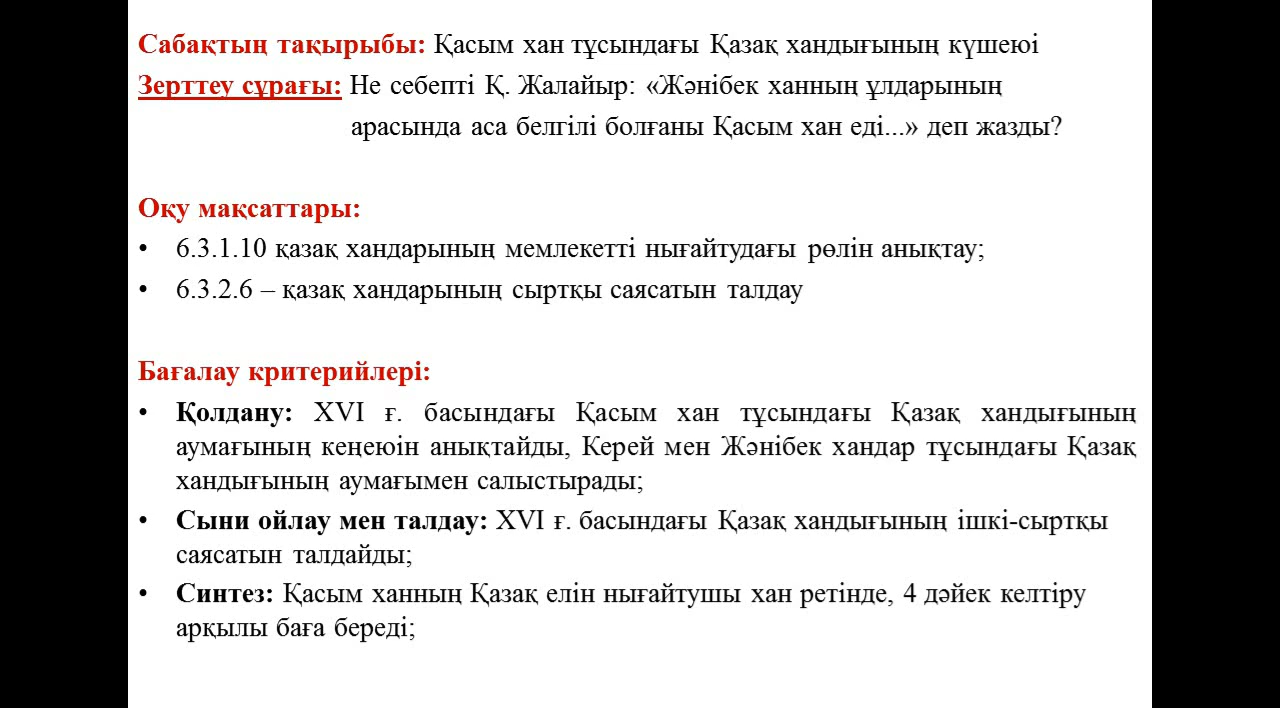 Сабақтың тақырыбы: Қасым хан тұсындағы Қазақ хандығының күшеюі
Зерттеу сұрағы: Не себепті Қ. Жалайыр: «Жәнібек ханның ұлдарының
арасында аса белгілі болғаны Қасым хан еді...» деп жазды?
Оқу мақсаттары:
• 6.3.1.10 қазақ хандарының мемлекетті нығайтудағы рөлін анықтау;
• 6.3.2.6 – қазақ хандарының сыртқы саясатын талдау
Бағалау критерийлері:
• Қолдану: XVI ғ. басындағы Қасым хан тұсындағы Қазақ хандығының
аумағының кеңеюін анықтайды, Керей мен Жәнібек хандар тұсындағы Қазақ
хандығының аумағымен салыстырады;
• Сыни ойлау мен талдау: XVI ғ. басындағы Қазақ хандығының ішкі-сыртқы
саясатын талдайды;
• Синтез: Қасым ханның Қазақ елін нығайтушы хан ретінде, 4 дәйек келтіру
арқылы баға береді;